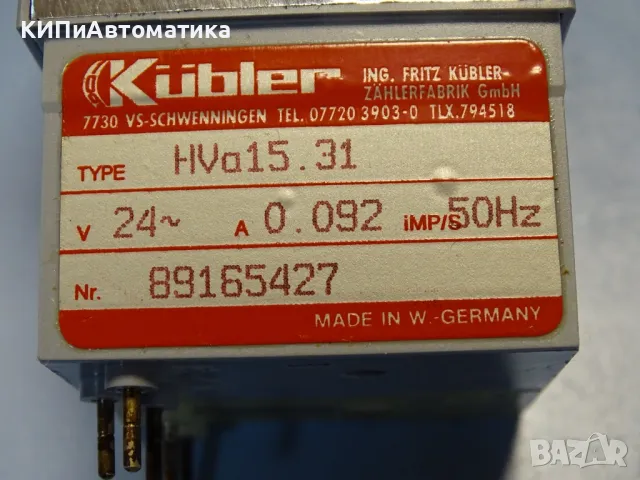 КИПиАвтоматика
Kübler
ING. FRITZ KÜBLER-
ZÄHLERFABRIK GmbH
7730 VS-SCHWENNINGEN TEL. 07720 3903-0 TLX.794518
TYPE HVa15.31
V 24~ A 0.092 iMP/S 50Hz
Nr. 89165427
MADE IN W.-GERMANY
BAZAR